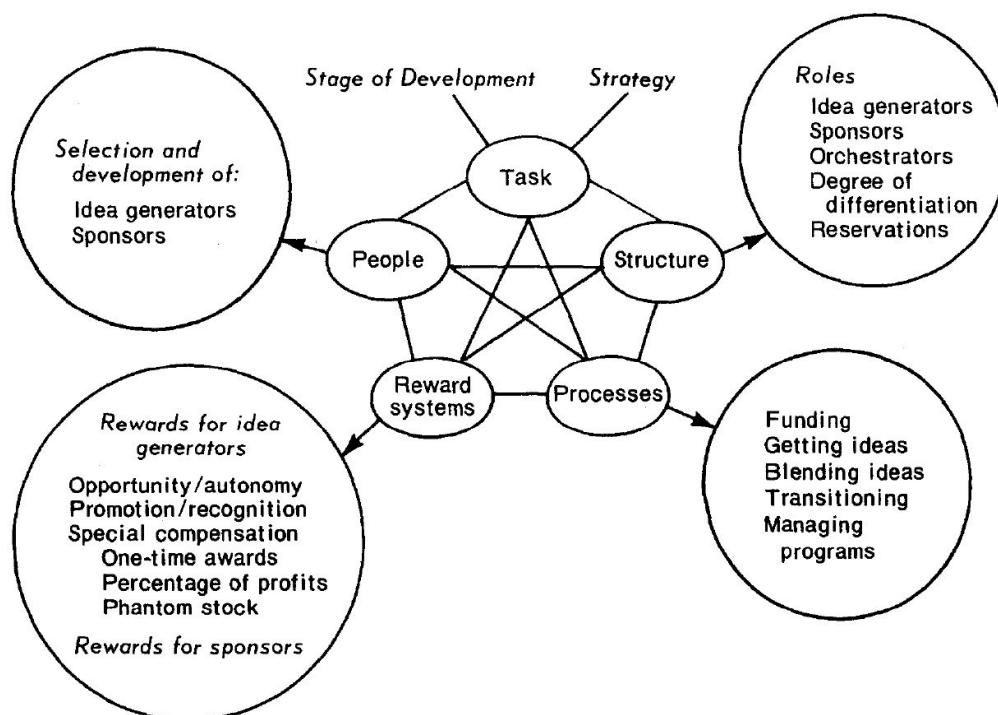 Stage of Development
Strategy
Task
People
Structure
Reward
systems
Processes
Selection and
development of:
Idea generators
Sponsors
Roles
Idea generators
Sponsors
Orchestrators
Degree of
differentiation
Reservations
Rewards for idea
generators
Opportunity/autonomy
Promotion/recognition
Special compensation
One-time awards
Percentage of profits
Phantom stock
Rewards for sponsors
Funding
Getting ideas
Blending ideas
Transitioning
Managing
programs